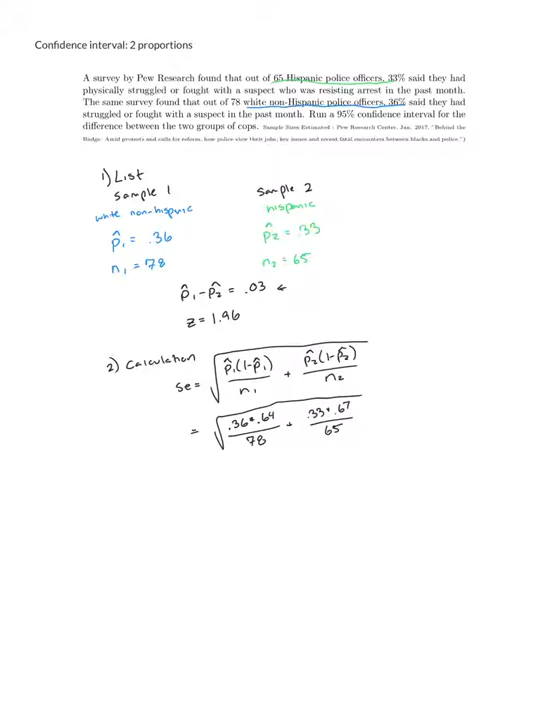 Confidence interval: 2 proportions
A survey by Pew Research found that out of 65 Hispanic police officers, 33% said they had
physically struggled or fought with a suspect who was resisting arrest in the past month.
The same survey found that out of 78 white non-Hispanic police officers, 36% said they had
struggled or fought with a suspect in the past month. Run a 95% confidence interval for the
difference between the two groups of cops. Sample Sizes Estimated : Pew Research Center. Jan. 2017. "Behind the
Badge: Amid protests and calls for reform, how police view their jobs, key issues and recent fatal encounters between blacks and police.")
1) List
Sample 1 Sample 2
white non-hispanic hispanic
p̂₁ = .36 p̂₂ = .33
n₁ = 78 n₂ = 65
p̂₁-p̂₂ = .03 ←
z = 1.96
2) Calculation
se = √(p̂₁(1-p̂₁)/n₁ + p̂₂(1-p̂₂)/n₂)
= √(.36*.64/78 + .33*.67/65)